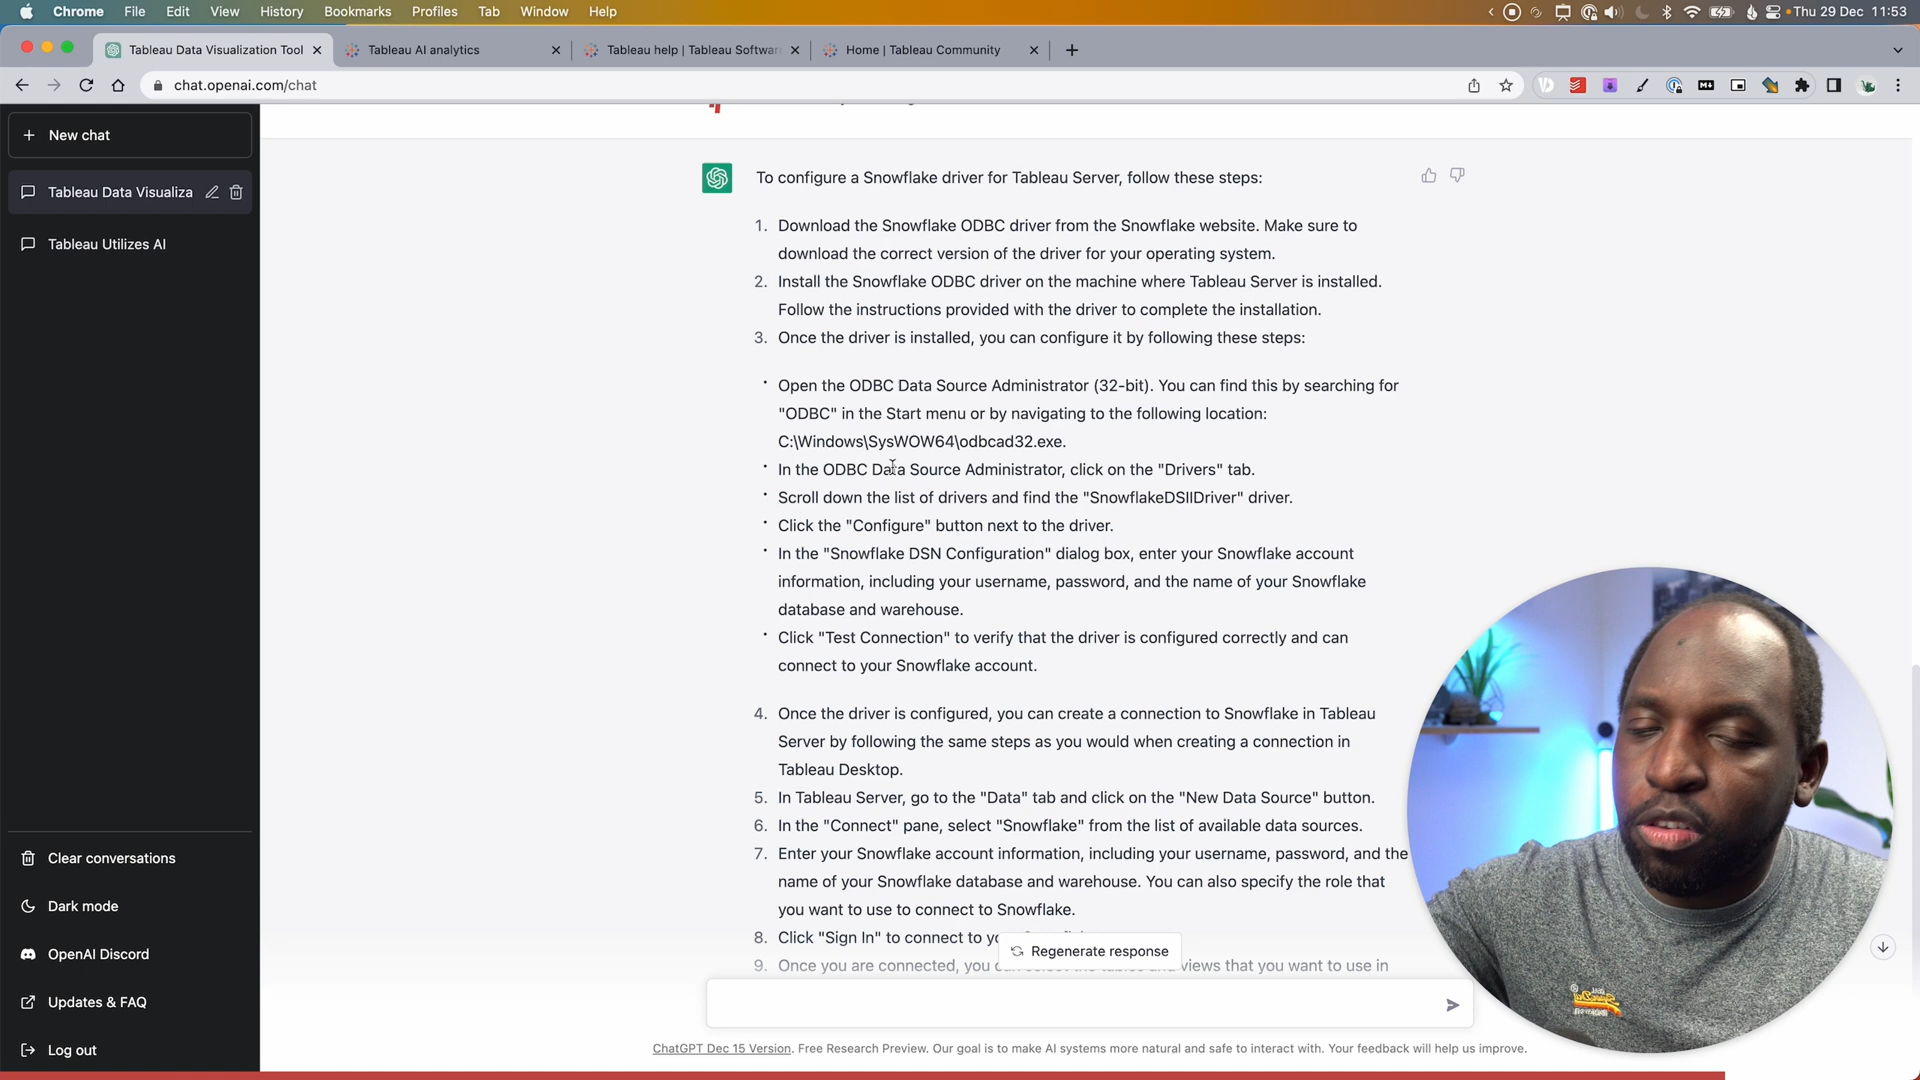 Chrome File Edit View History Bookmarks Profiles Tab Window Help Thu 29 Dec 11:53
Tableau Data Visualization Tool Tableau AI analytics Tableau help | Tableau Softwar Home | Tableau Community
chat.openai.com/chat
New chat
Tableau Data Visualiza
Tableau Utilizes AI
Clear conversations
Dark mode
OpenAI Discord
Updates & FAQ
Log out
To configure a Snowflake driver for Tableau Server, follow these steps:
1. Download the Snowflake ODBC driver from the Snowflake website. Make sure to
download the correct version of the driver for your operating system.
2. Install the Snowflake ODBC driver on the machine where Tableau Server is installed.
Follow the instructions provided with the driver to complete the installation.
3. Once the driver is installed, you can configure it by following these steps:
• Open the ODBC Data Source Administrator (32-bit). You can find this by searching for
"ODBC" in the Start menu or by navigating to the following location:
C:\Windows\SysWOW64\odbcad32.exe.
• In the ODBC Data Source Administrator, click on the "Drivers" tab.
• Scroll down the list of drivers and find the "SnowflakeDSIIDriver" driver.
• Click the "Configure" button next to the driver.
• In the "Snowflake DSN Configuration" dialog box, enter your Snowflake account
information, including your username, password, and the name of your Snowflake
database and warehouse.
• Click "Test Connection" to verify that the driver is configured correctly and can
connect to your Snowflake account.
4. Once the driver is configured, you can create a connection to Snowflake in Tableau
Server by following the same steps as you would when creating a connection in
Tableau Desktop.
5. In Tableau Server, go to the "Data" tab and click on the "New Data Source" button.
6. In the "Connect" pane, select "Snowflake" from the list of available data sources.
7. Enter your Snowflake account information, including your username, password, and the
name of your Snowflake database and warehouse. You can also specify the role that
you want to use to connect to Snowflake.
8. Click "Sign In" to connect to
Regenerate response
9. Once you are connected, you views that you want to use in
ChatGPT Dec 15 Version. Free Research Preview. Our goal is to make AI systems more natural and safe to interact with. Your feedback will help us improve.